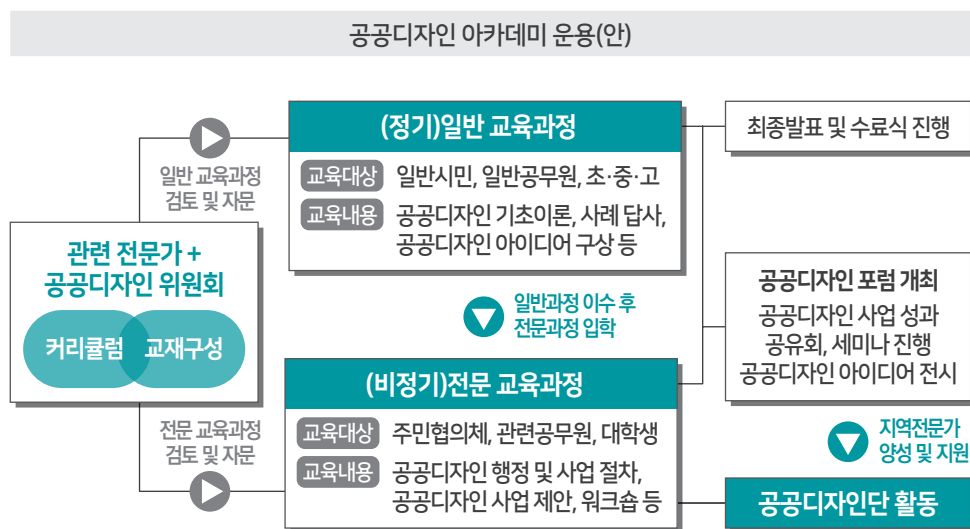 공공디자인 아카데미 운용(안)
일반 교육과정
검토 및 자문
관련 전문가 +
공공디자인 위원회
커리큘럼 교재구성
전문 교육과정
검토 및 자문
(정기)일반 교육과정
교육대상 일반시민, 일반공무원, 초·중·고
교육내용 공공디자인 기초이론, 사례 답사,
공공디자인 아이디어 구상 등
일반과정 이수 후
전문과정 입학
(비정기)전문 교육과정
교육대상 주민협의체, 관련공무원, 대학생
교육내용 공공디자인 행정 및 사업 절차,
공공디자인 사업 제안, 워크숍 등
최종발표 및 수료식 진행
공공디자인 포럼 개최
공공디자인 사업 성과
공유회, 세미나 진행
공공디자인 아이디어 전시
지역전문가
양성 및 지원
공공디자인단 활동